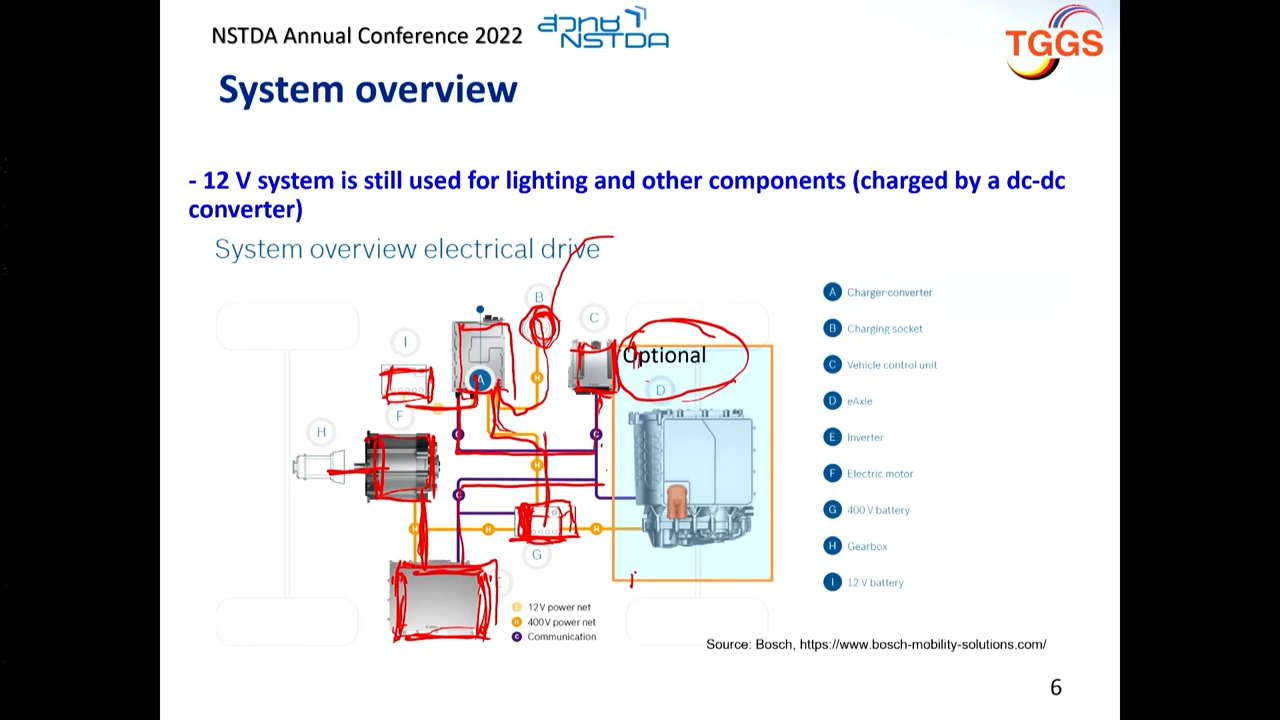 NSTDA Annual Conference 2022
สวทช
NSTDA
TGGS
System overview
- 12 V system is still used for lighting and other components (charged by a dc-dc
converter)
System overview electrical drive
B
C
I
Optional
A
D
F
H
G
E
H
C
C
H
C
H
H
H
A Charger-converter
B Charging socket
C Vehicle control unit
D eAxle
E Inverter
F Electric motor
G 400 V battery
H Gearbox
I 12 V battery
L 12 V power net
H 400V power net
C Communication
Source: Bosch, https://www.bosch-mobility-solutions.com/
6